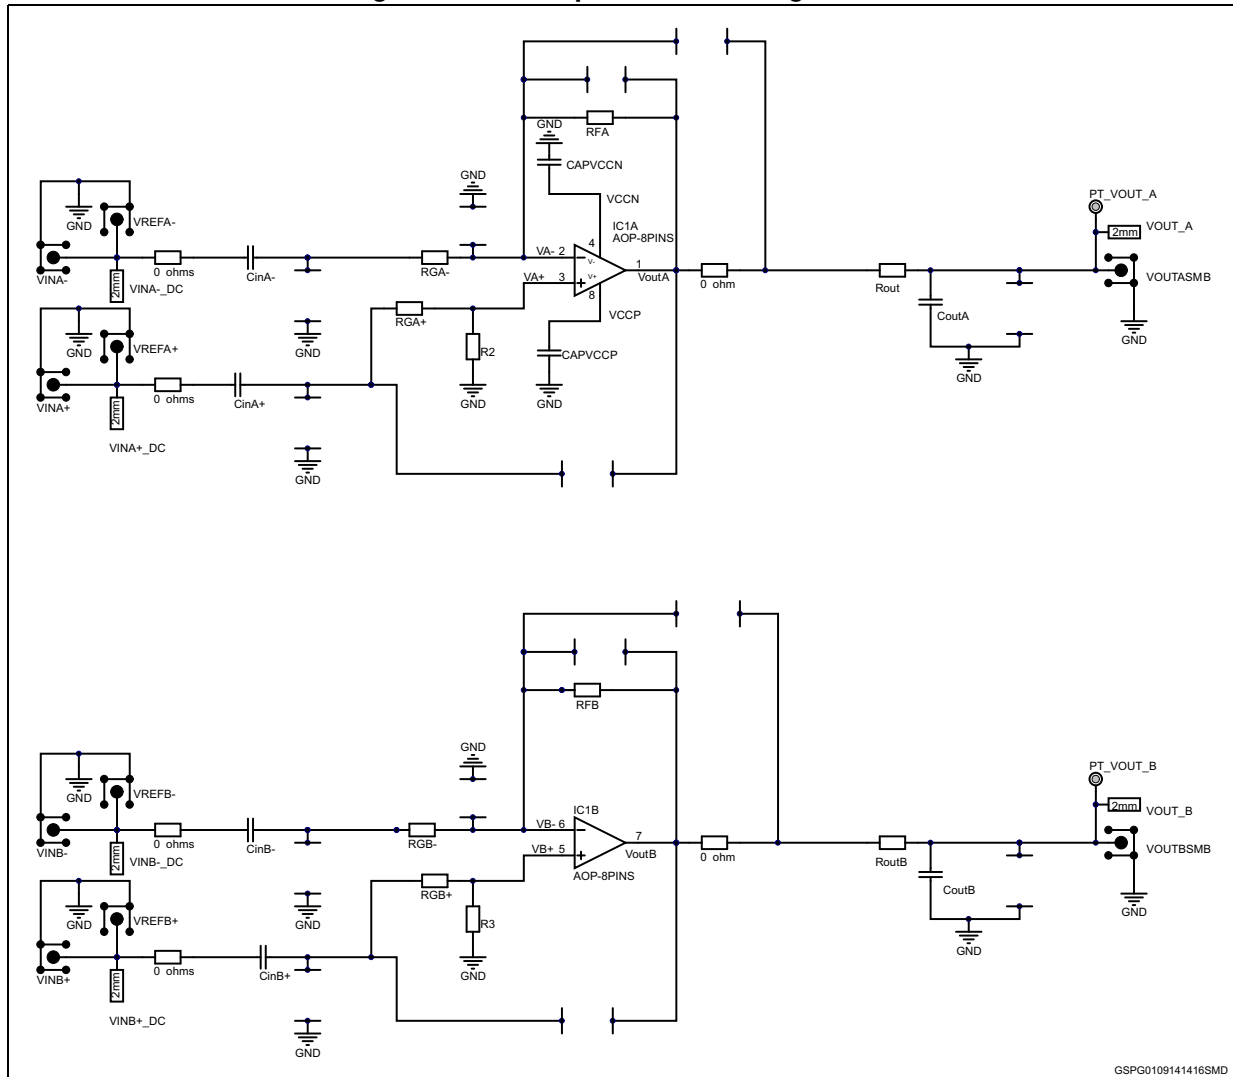 GND
RFA
CAPVCCN
GND
VCCN
PT_VOUT_A
GND
VREFA-
IC1A
AOP-8PINS
2mm
VOUT_A
4
VA- 2
V-
1
VINA-
2mm
0 ohms
VINA-_DC
CinA-
RGA-
VA+ 3
V+
8
VoutA
0 ohm
Rout
CoutA
VOUTASMB
GND
VREFA+
RGA+
VCCP
GND
R2
CAPVCCP
GND
GND
VINA+
2mm
0 ohms
CinA+
GND
GND
VINA+_DC
GND
RFB
GND
PT_VOUT_B
GND
VREFB-
IC1B
2mm
VOUT_B
VB- 6
7
VINB-
2mm
0 ohms
VINB-_DC
CinB-
RGB-
VB+ 5
VoutB
0 ohm
RoutB
VOUTBSMB
AOP-8PINS
CoutB
RGB+
GND
VREFB+
GND
R3
GND
GND
VINB+
2mm
0 ohms
CinB+
GND
VINB+_DC
GND
GSPG0109141416SMD